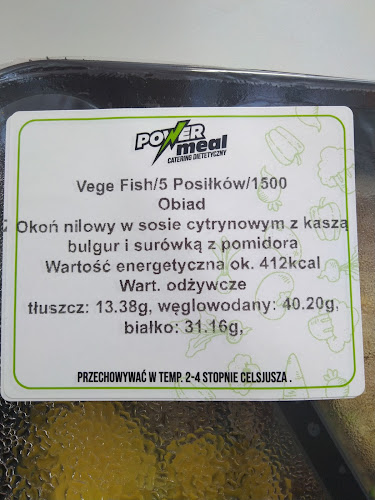 POWER
meal
CATERING DIETETYCZNY
Vege Fish/5 Posiłków/1500
Obiad
Okoń nilowy w sosie cytrynowym z kaszą
bulgur i surówką z pomidora
Wartość energetyczna ok. 412kcal
Wart. odżywcze
tłuszcz: 13.38g, węglowodany: 40.20g,
białko: 31.16g,
PRZECHOWYWAĆ W TEMP. 2-4 STOPNIE CELSJUSZA .